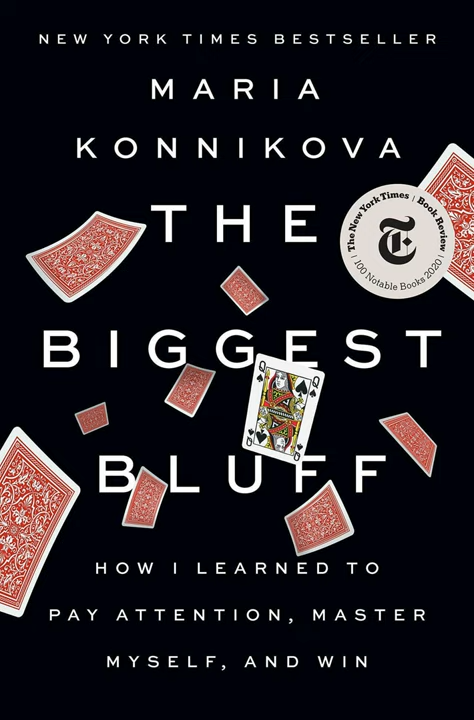 NEW YORK TIMES BESTSELLER
MARIA
KONNIKOVA
THE
The New York Times | Book Review
T
| 100 Notable Books 2020 |
BIGGEST
Q
Q
BLUFF
HOW I LEARNED TO
PAY ATTENTION, MASTER
MYSELF, AND WIN